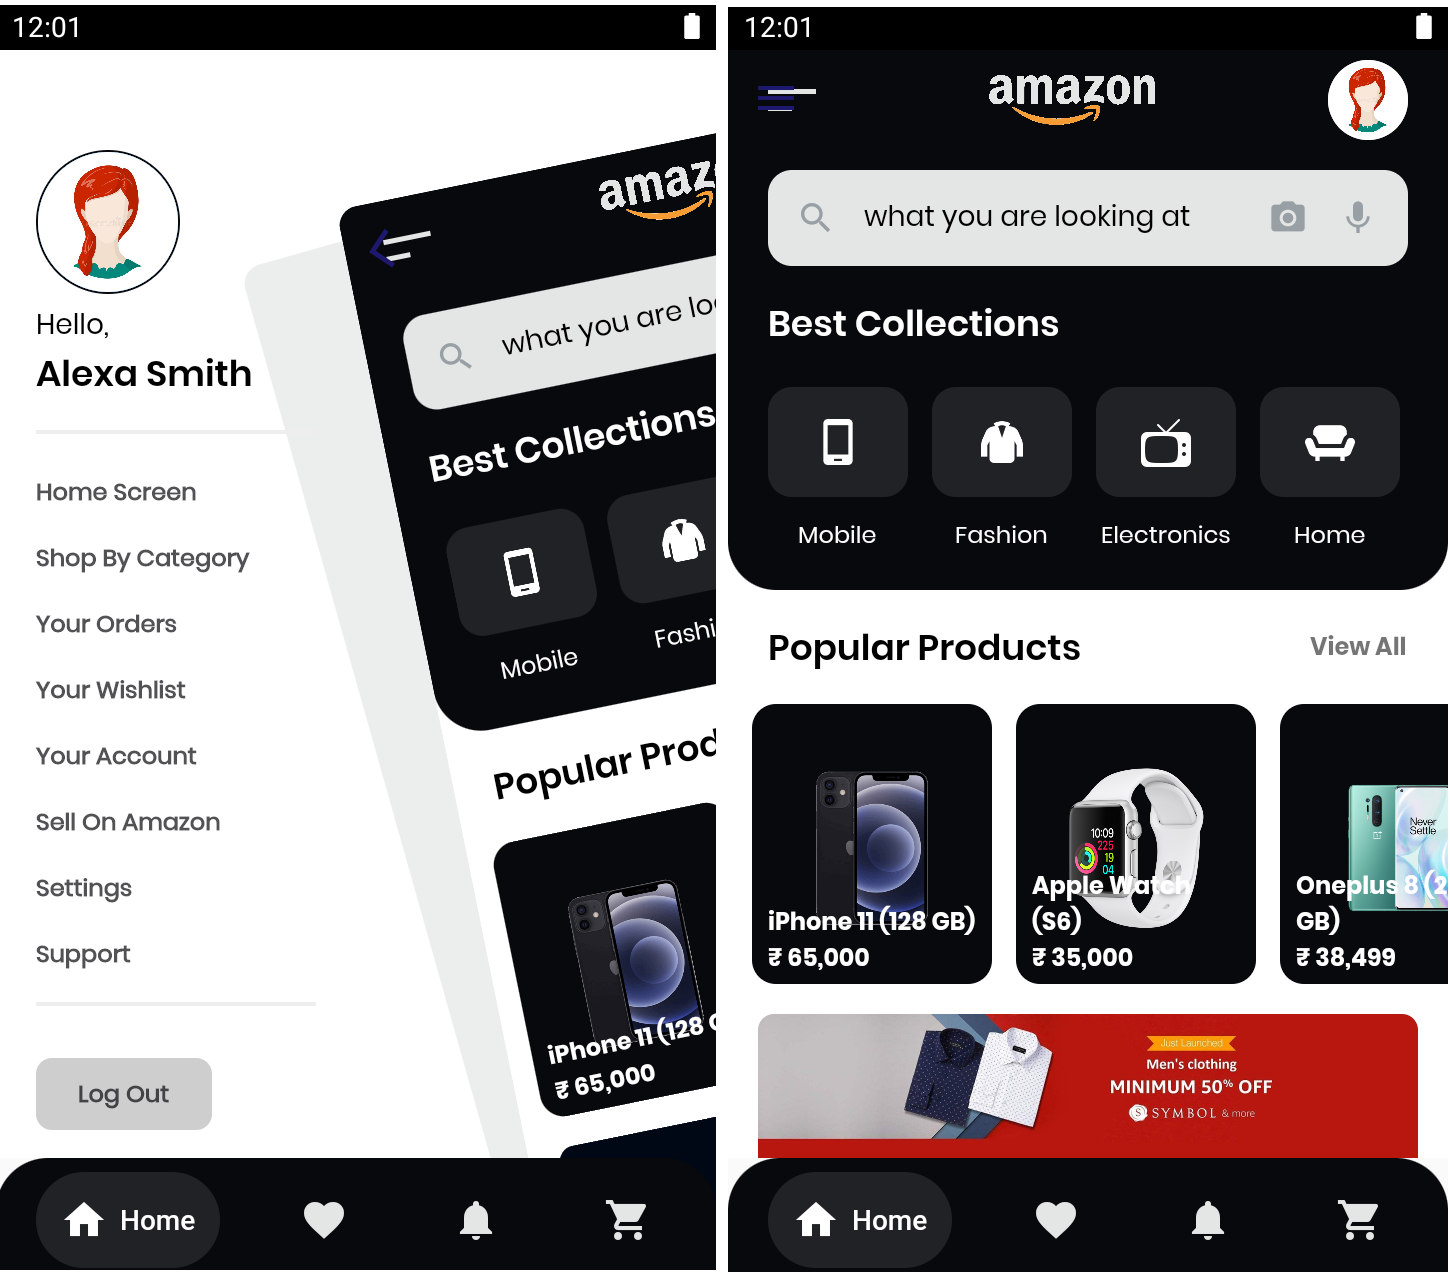 12:01
Hello,
Alexa Smith
Home Screen
Shop By Category
Your Orders
Your Wishlist
Your Account
Sell On Amazon
Settings
Support
Log Out
amaz
what you are loo
Best Collections
Mobile
Fashi
Popular Prod
iPhone 11 (128 G
₹ 65,000
Home
12:01
amazon
what you are looking at
Best Collections
Mobile
Fashion
Electronics
Home
Popular Products
View All
iPhone 11 (128 GB)
₹ 65,000
10:09
225
19
04
Apple Watch
(S6)
₹ 35,000
Never
Settle
Oneplus 8 (2
GB)
₹ 38,499
Just Launched
Men's clothing
MINIMUM 50% OFF
S SYMBOL & more
Home